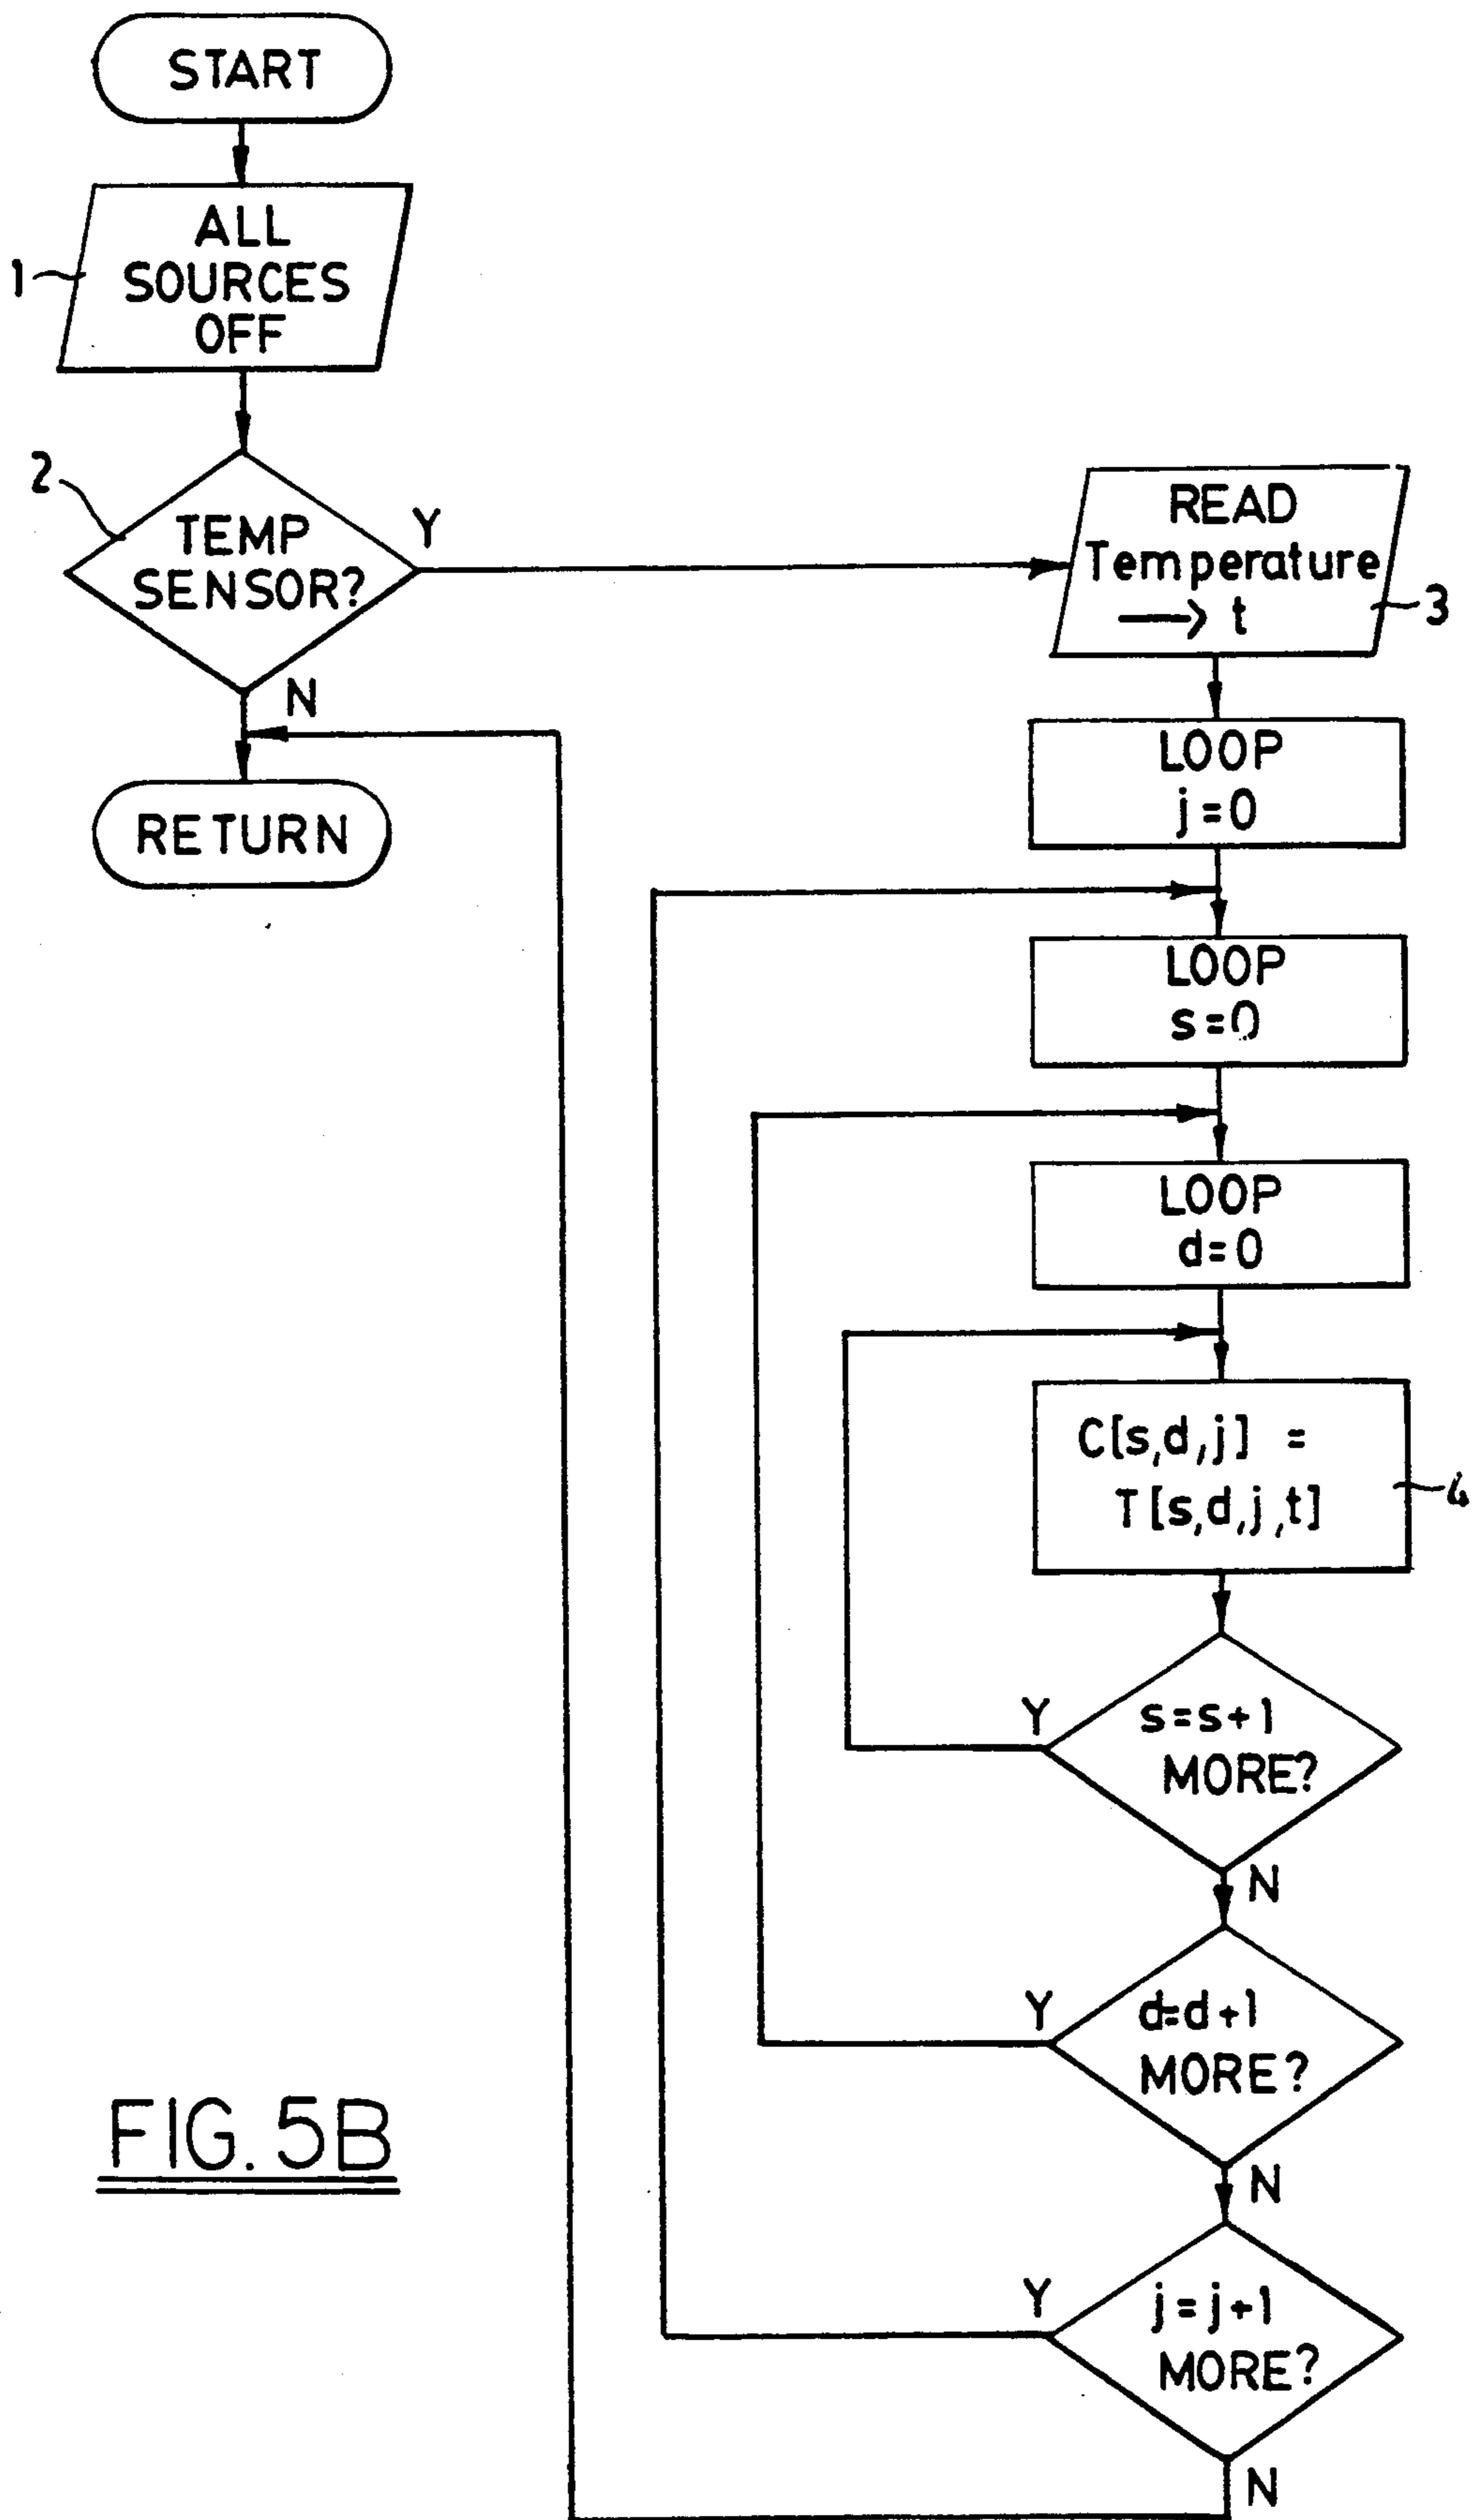 START
1
ALL
SOURCES
OFF
2
TEMP
SENSOR?
Y
N
RETURN
READ
Temperature
→ t
3
LOOP
j=0
LOOP
s=0
LOOP
d=0
C[s,d,j] =
T[s,d,j,t]
4
Y
s=s+1
MORE?
N
Y
d=d+1
MORE?
N
Y
j=j+1
MORE?
N
FIG. 5B